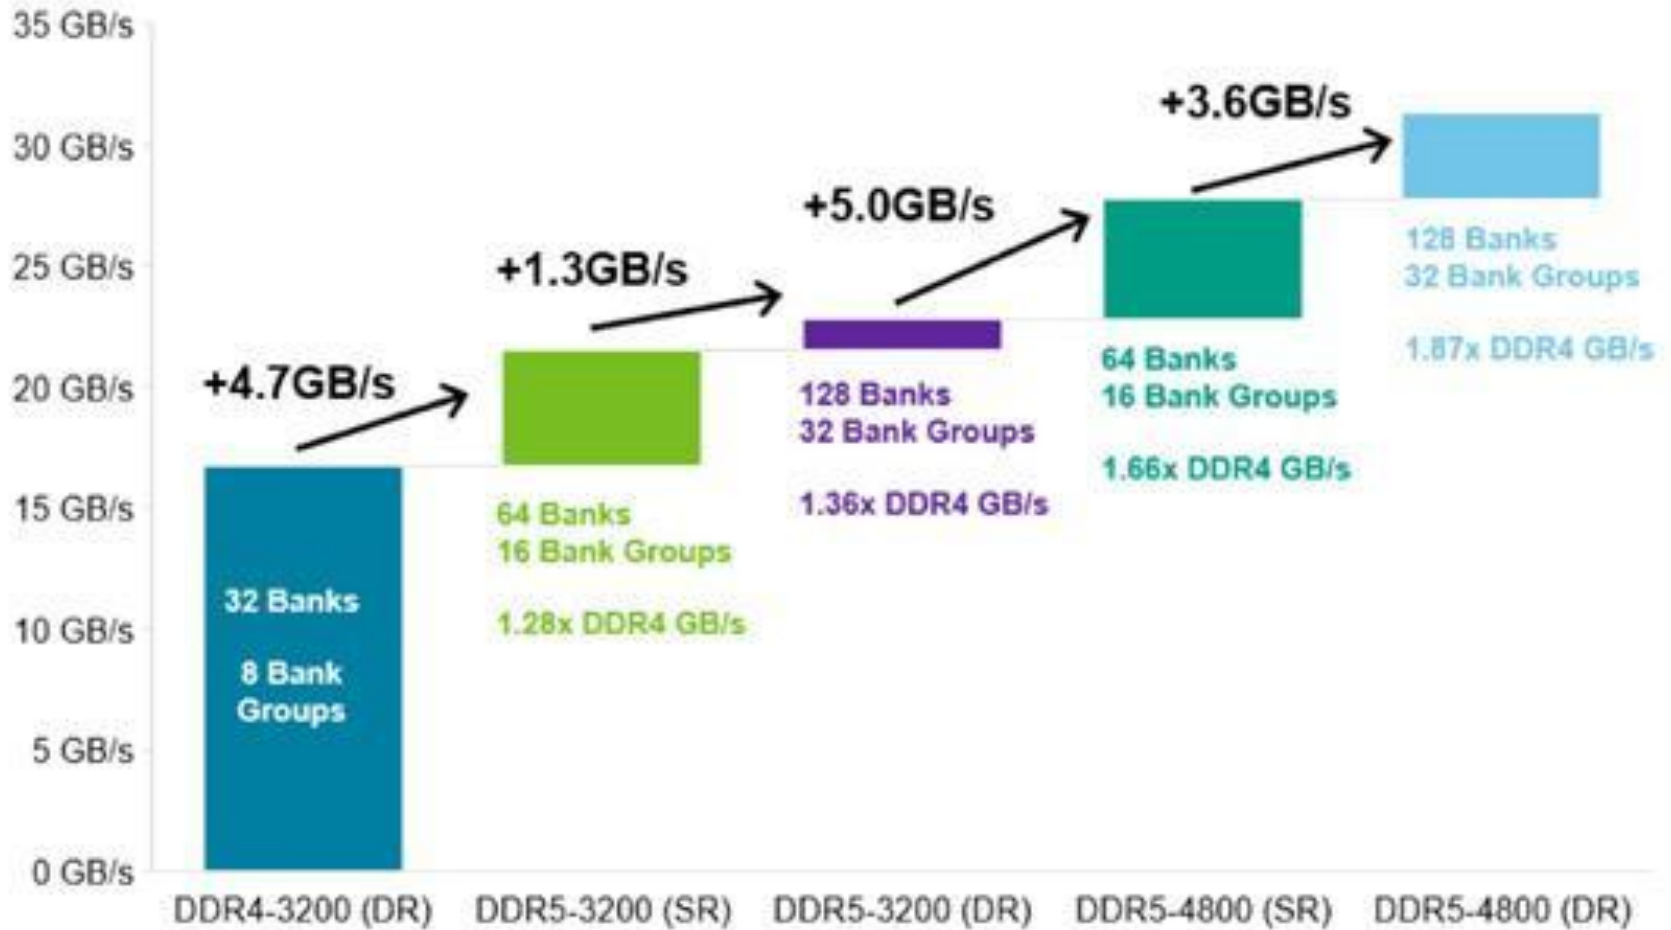 35 GB/s
30 GB/s
25 GB/s
20 GB/s
15 GB/s
10 GB/s
5 GB/s
0 GB/s
+4.7GB/s
+1.3GB/s
+5.0GB/s
+3.6GB/s
32 Banks
8 Bank
Groups
64 Banks
16 Bank Groups
1.28x DDR4 GB/s
128 Banks
32 Bank Groups
1.36x DDR4 GB/s
64 Banks
16 Bank Groups
1.66x DDR4 GB/s
128 Banks
32 Bank Groups
1.87x DDR4 GB/s
DDR4-3200 (DR)
DDR5-3200 (SR)
DDR5-3200 (DR)
DDR5-4800 (SR)
DDR5-4800 (DR)